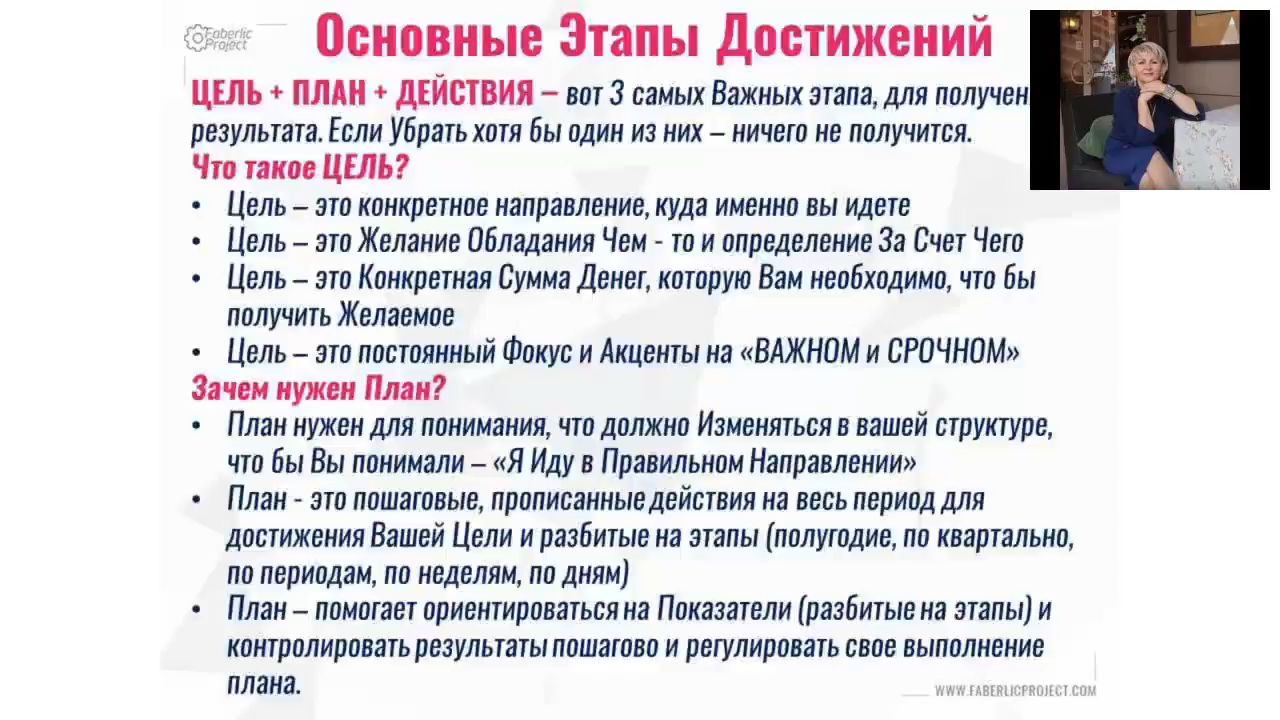 Faberlic
Project
Основные Этапы Достижений
ЦЕЛЬ + ПЛАН + ДЕЙСТВИЯ – вот 3 самых Важных этапа, для получен
результата. Если Убрать хотя бы один из них – ничего не получится.
Что такое ЦЕЛЬ?
• Цель – это конкретное направление, куда именно вы идете
• Цель – это Желание Обладания Чем - то и определение За Счет Чего
• Цель – это Конкретная Сумма Денег, которую Вам необходимо, что бы
получить Желаемое
• Цель – это постоянный Фокус и Акценты на «ВАЖНОМ и СРОЧНОМ»
Зачем нужен План?
• План нужен для понимания, что должно Изменяться в вашей структуре,
что бы Вы понимали – «Я Иду в Правильном Направлении»
• План - это пошаговые, прописанные действия на весь период для
достижения Вашей Цели и разбитые на этапы (полугодие, по квартально,
по периодам, по неделям, по дням)
• План – помогает ориентироваться на Показатели (разбитые на этапы) и
контролировать результаты пошагово и регулировать свое выполнение
плана.
WWW.FABERLICPROJECT.COM